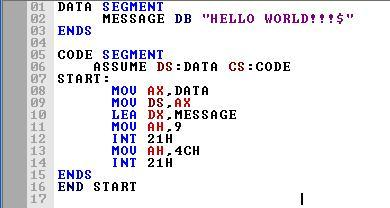 01 DATA SEGMENT
02 MESSAGE DB "HELLO WORLD!!!$"
03 ENDS
04
05 CODE SEGMENT
06 ASSUME DS:DATA CS:CODE
07 START:
08 MOV AX,DATA
09 MOV DS,AX
10 LEA DX,MESSAGE
11 MOV AH,9
12 INT 21H
13 MOV AH,4CH
14 INT 21H
15 ENDS
16 END START
17